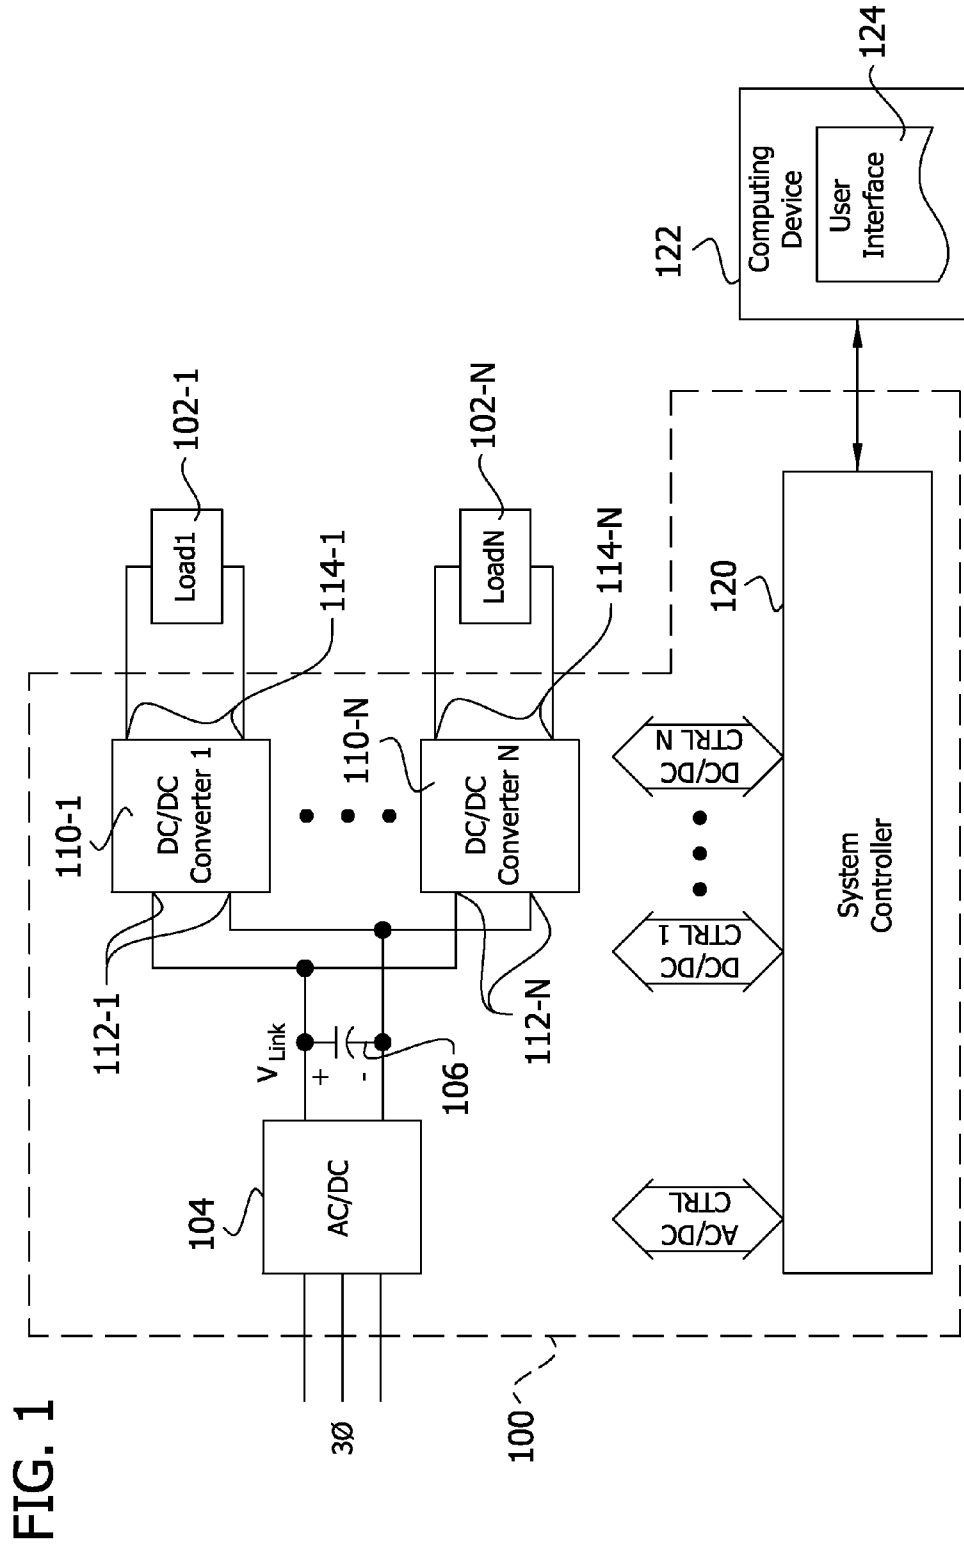 FIG. 1
100
3Ø
104
AC/DC
V Link
+
-
106
112-1
110-1
DC/DC
Converter 1
114-1
Load1
102-1
112-N
110-N
DC/DC
Converter N
114-N
LoadN
102-N
AC/DC
CTRL
DC/DC
CTRL 1
DC/DC
CTRL N
120
System
Controller
122
Computing
Device
User
Interface
124